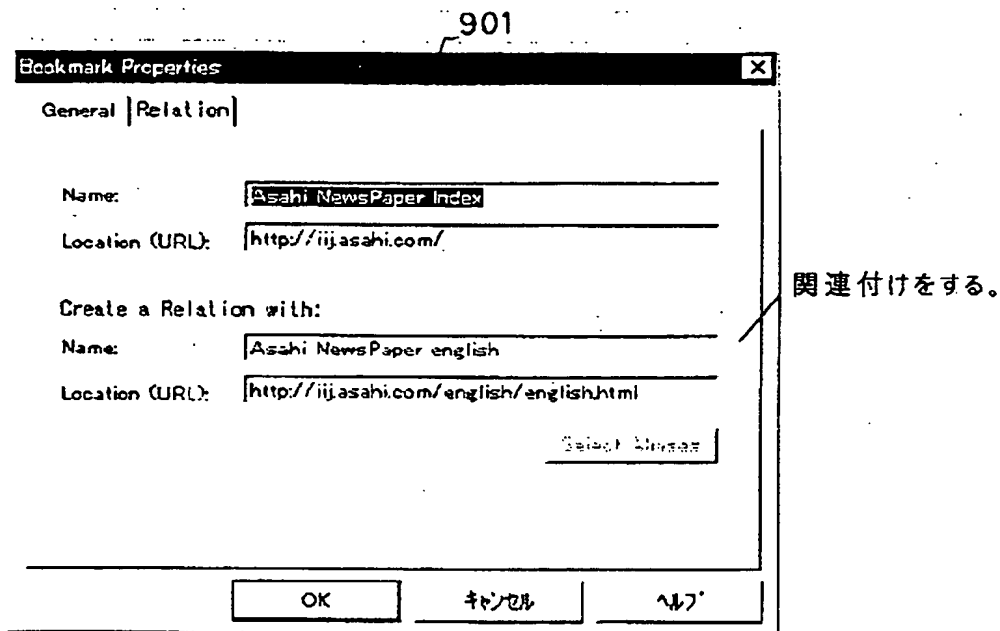 901
Bookmark Properties
General Relation
Name: Asahi NewsPaper Index
Location (URL): http://iij.asahi.com/
関連付けをする。
Create a Relation with:
Name: Asahi NewsPaper english
Location (URL): http://iij.asahi.com/english/english.html
Select Aliases
OK キャンセル ヘルプ